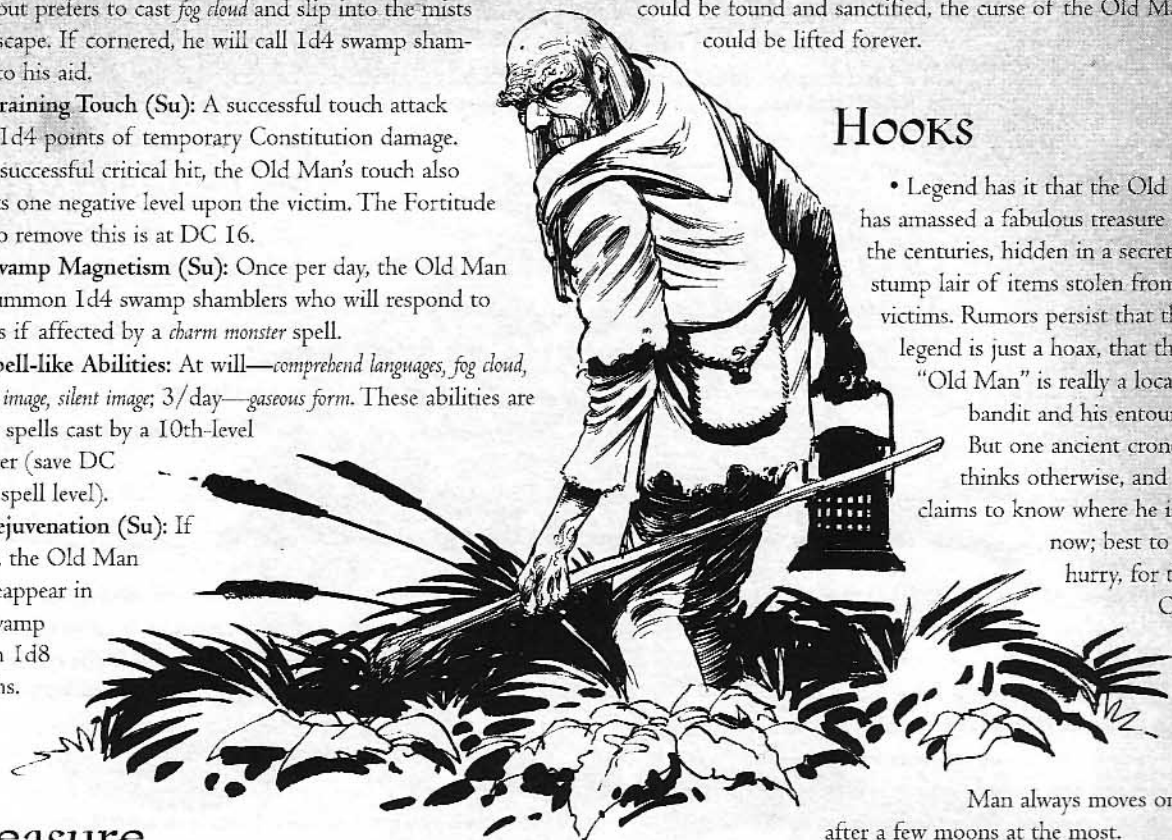 but prefers to cast fog cloud and slip into the mists
scape. If cornered, he will call 1d4 swamp sham-
to his aid.
raining Touch (Su): A successful touch attack
1d4 points of temporary Constitution damage.
successful critical hit, the Old Man's touch also
ts one negative level upon the victim. The Fortitude
o remove this is at DC 16.
wamp Magnetism (Su): Once per day, the Old Man
ummon 1d4 swamp shamblers who will respond to
s if affected by a charm monster spell.
pell-like Abilities: At will—comprehend languages, fog cloud,
image, silent image; 3/day—gaseous form. These abilities are
spells cast by a 10th-level
er (save DC
spell level).
ejuvenation (Su): If
, the Old Man
eappear in
wamp
n 1d8
ns.
easure
could be found and sanctified, the curse of the Old M
could be lifted forever.
Hooks
• Legend has it that the Old
has amassed a fabulous treasure
the centuries, hidden in a secret
stump lair of items stolen from
victims. Rumors persist that th
legend is just a hoax, that th
"Old Man" is really a loca
bandit and his entour
But one ancient crone
thinks otherwise, and
claims to know where he i
now; best to
hurry, for t
O
Man always moves on
after a few moons at the most.